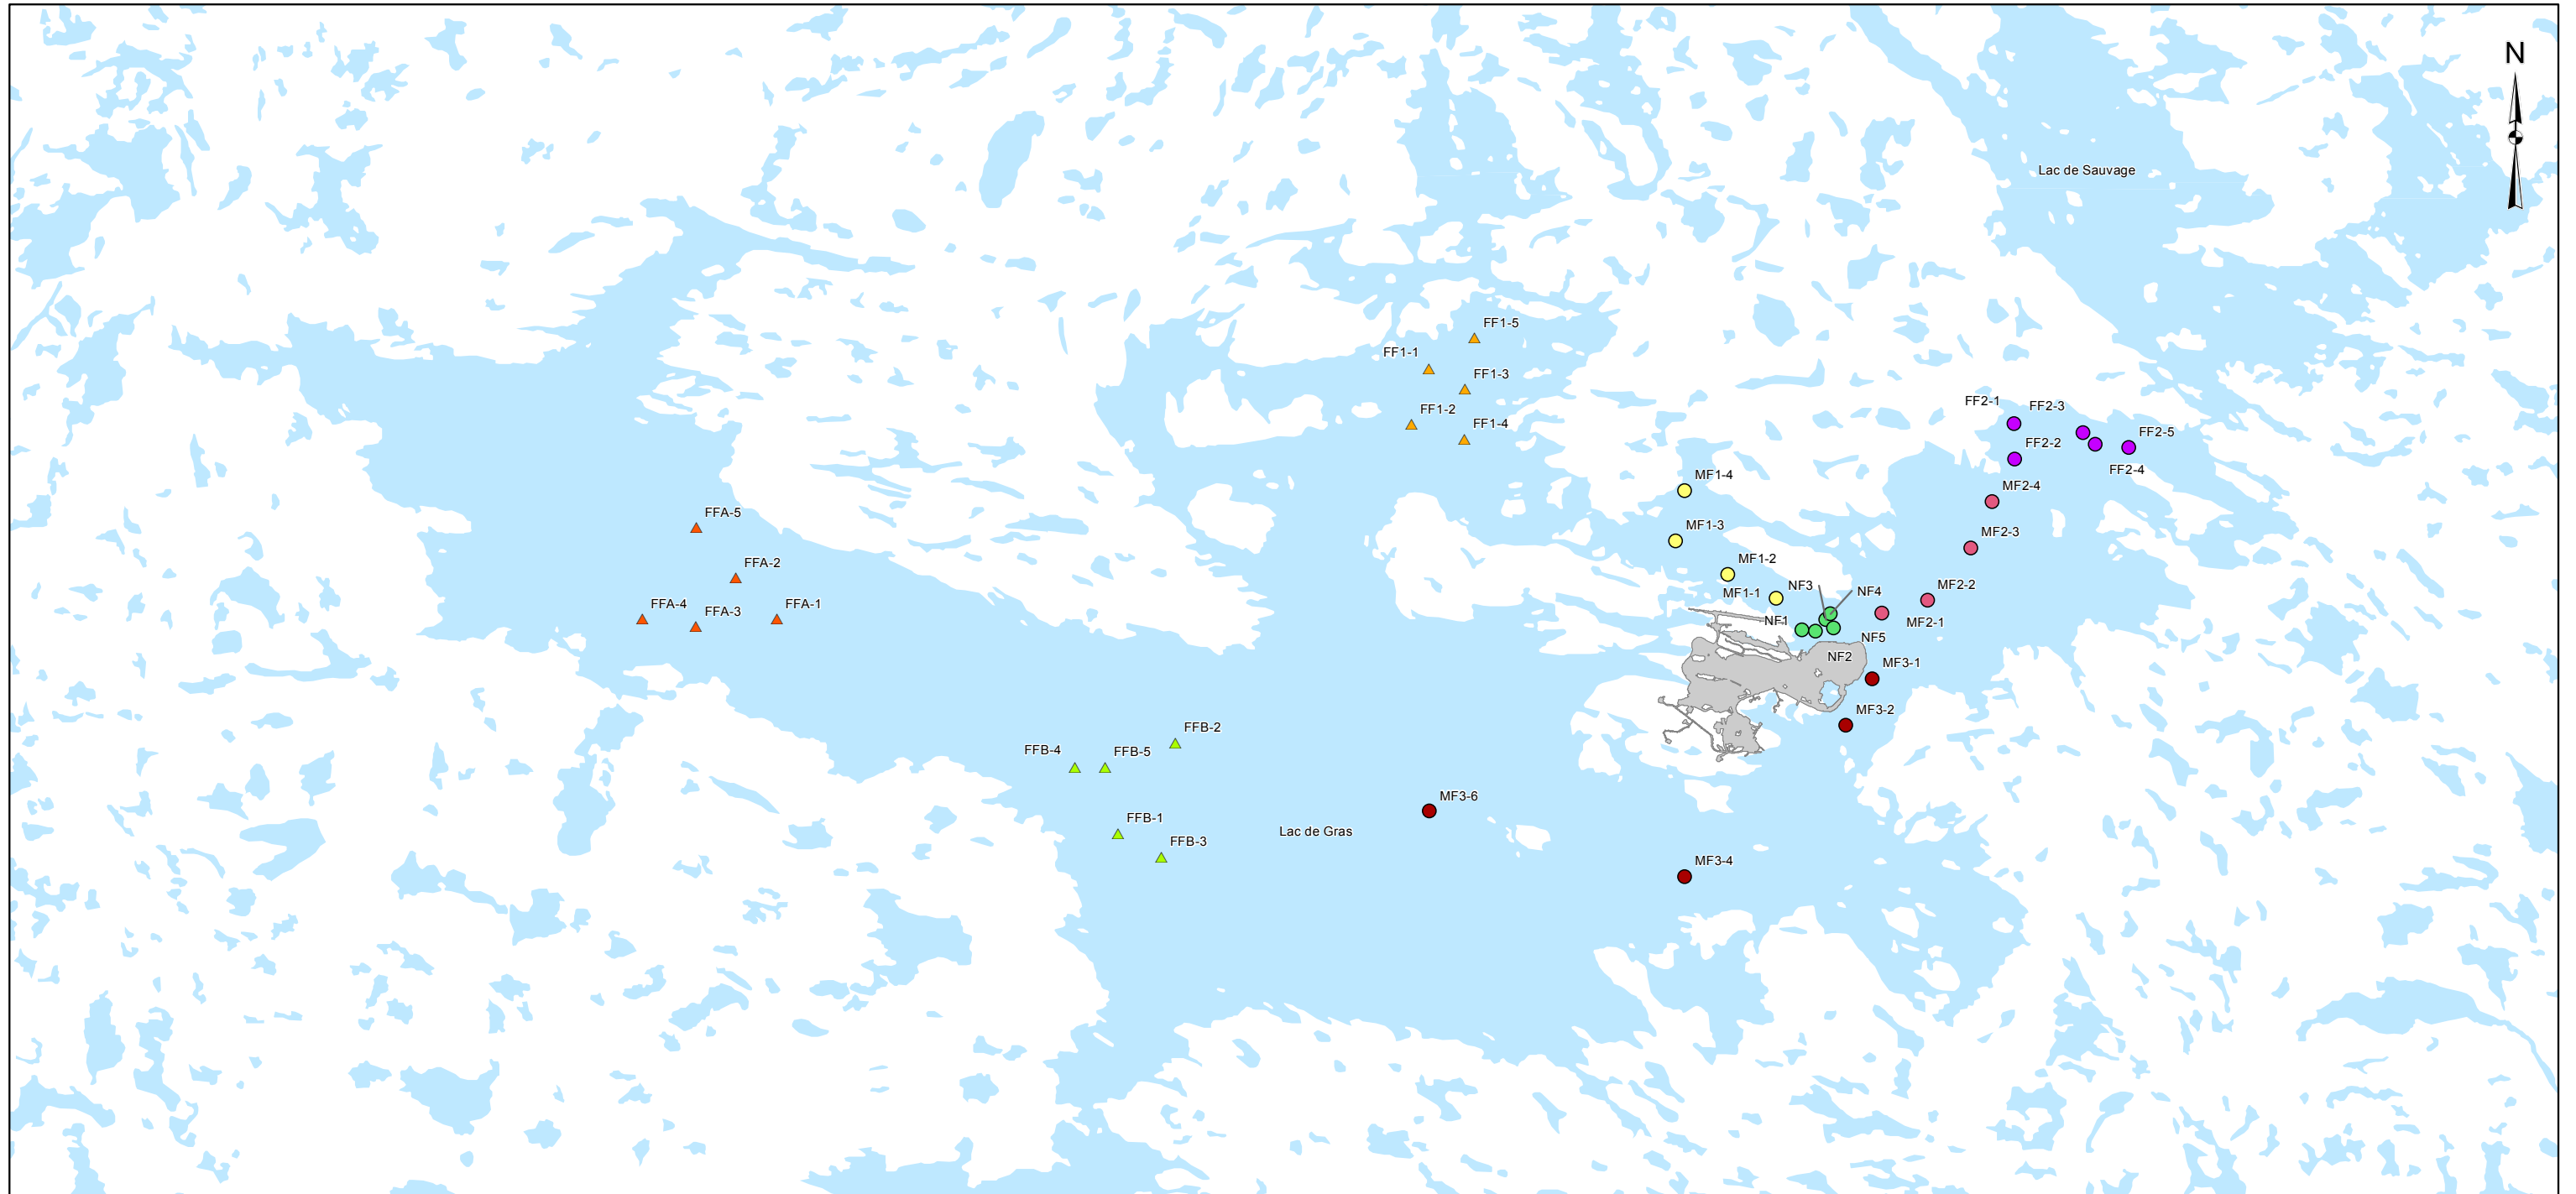 N
Lac de Sauvage
FF1-5
FF1-1
FF1-3
FF1-2
FF1-4
FF2-1
FF2-3
FF2-2
FF2-5
FF2-4
MF1-4
MF2-4
MF1-3
MF2-3
FFA-5
MF1-2
FFA-2
MF1-1
NF3
NF4
MF2-2
FFA-4
FFA-3
FFA-1
NF1
MF2-1
NF5
NF2
MF3-1
MF3-2
FFB-2
FFB-4
FFB-5
MF3-6
FFB-1
Lac de Gras
FFB-3
MF3-4